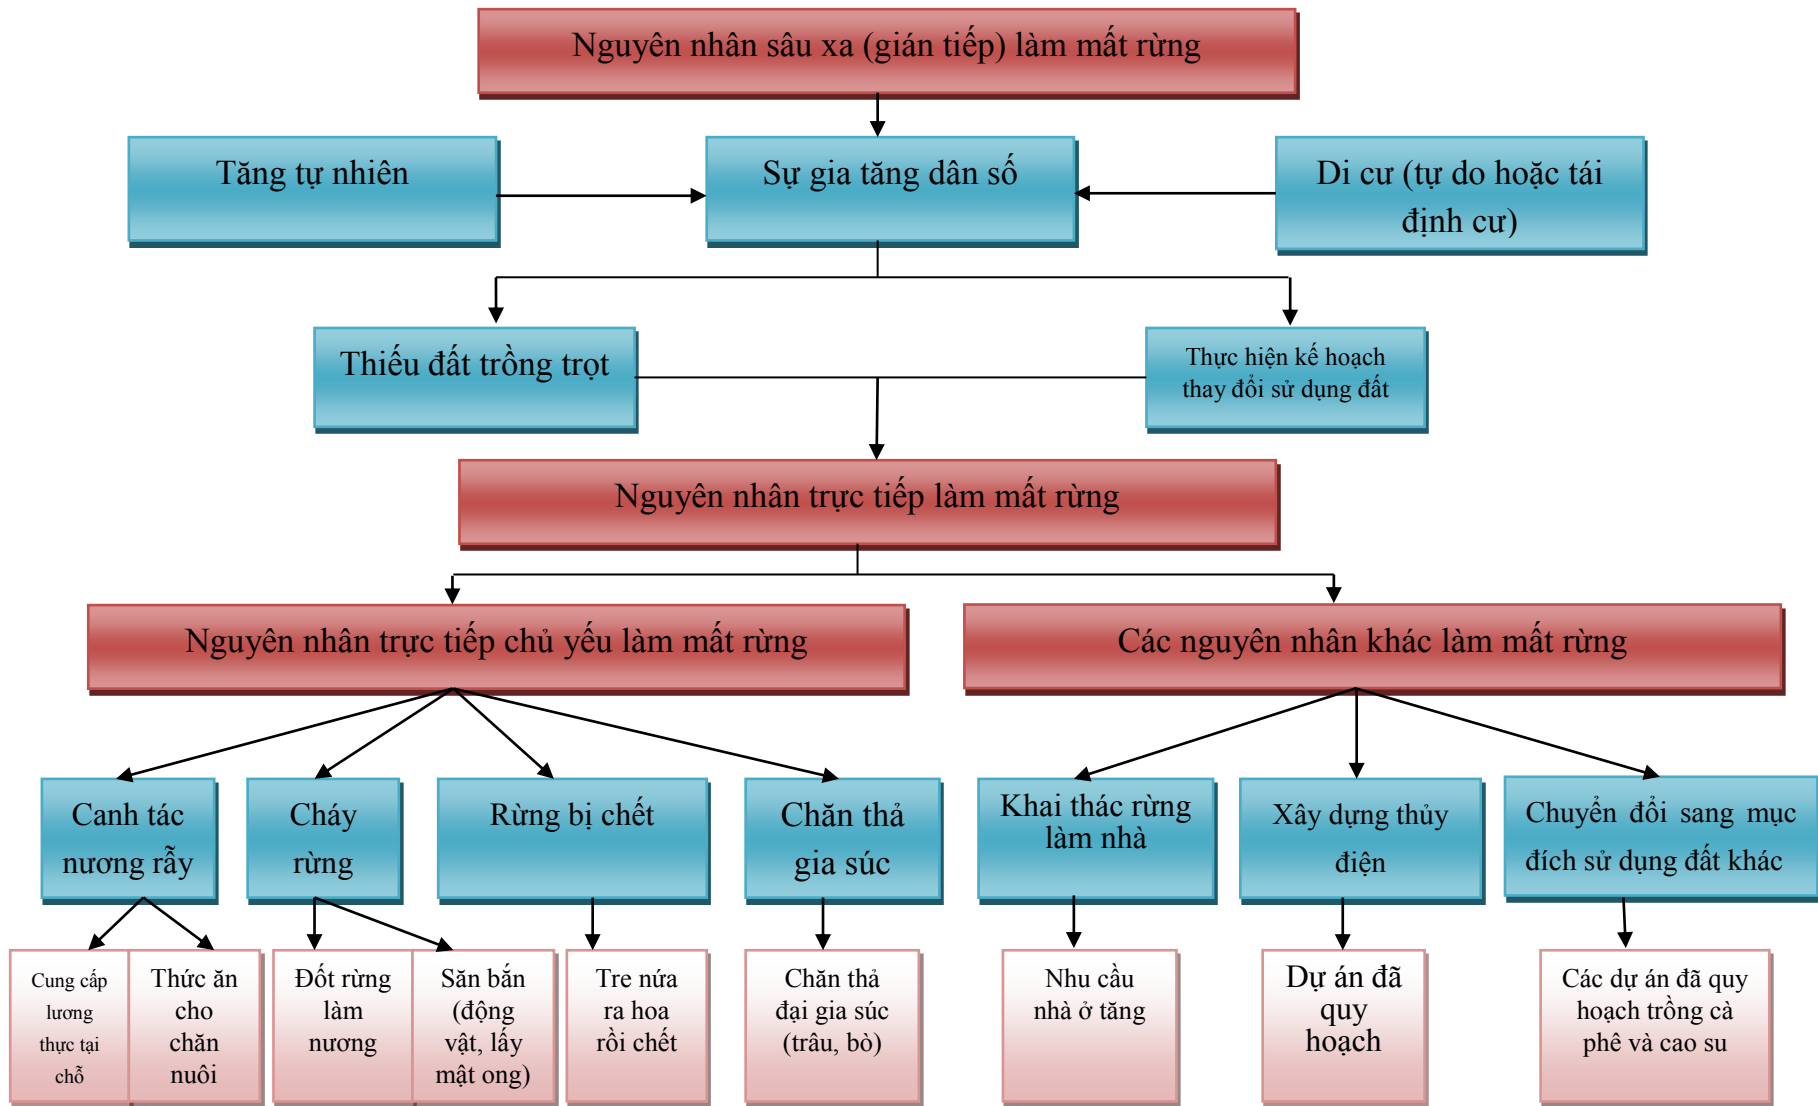 Nguyên nhân sâu xa (gián tiếp) làm mất rừng
Tăng tự nhiên
Sự gia tăng dân số
Di cư (tự do hoặc tái
định cư)
Thiếu đất trồng trọt
Thực hiện kế hoạch
thay đổi sử dụng đất
Nguyên nhân trực tiếp làm mất rừng
Nguyên nhân trực tiếp chủ yếu làm mất rừng
Các nguyên nhân khác làm mất rừng
Canh tác
nương rẫy
Cháy
rừng
Rừng bị chết
Chăn thả
gia súc
Khai thác rừng
làm nhà
Xây dựng thủy
điện
Chuyển đổi sang mục
đích sử dụng đất khác
Cung cấp
lương
thực tại
chỗ
Thức ăn
cho
chăn
nuôi
Đốt rừng
làm
nương
Săn bắn
(động
vật, lấy
mật ong)
Tre nứa
ra hoa
rồi chết
Chăn thả
đại gia súc
(trâu, bò)
Nhu cầu
nhà ở tăng
Dự án đã
quy
hoạch
Các dự án đã quy
hoạch trồng cà
phê và cao su